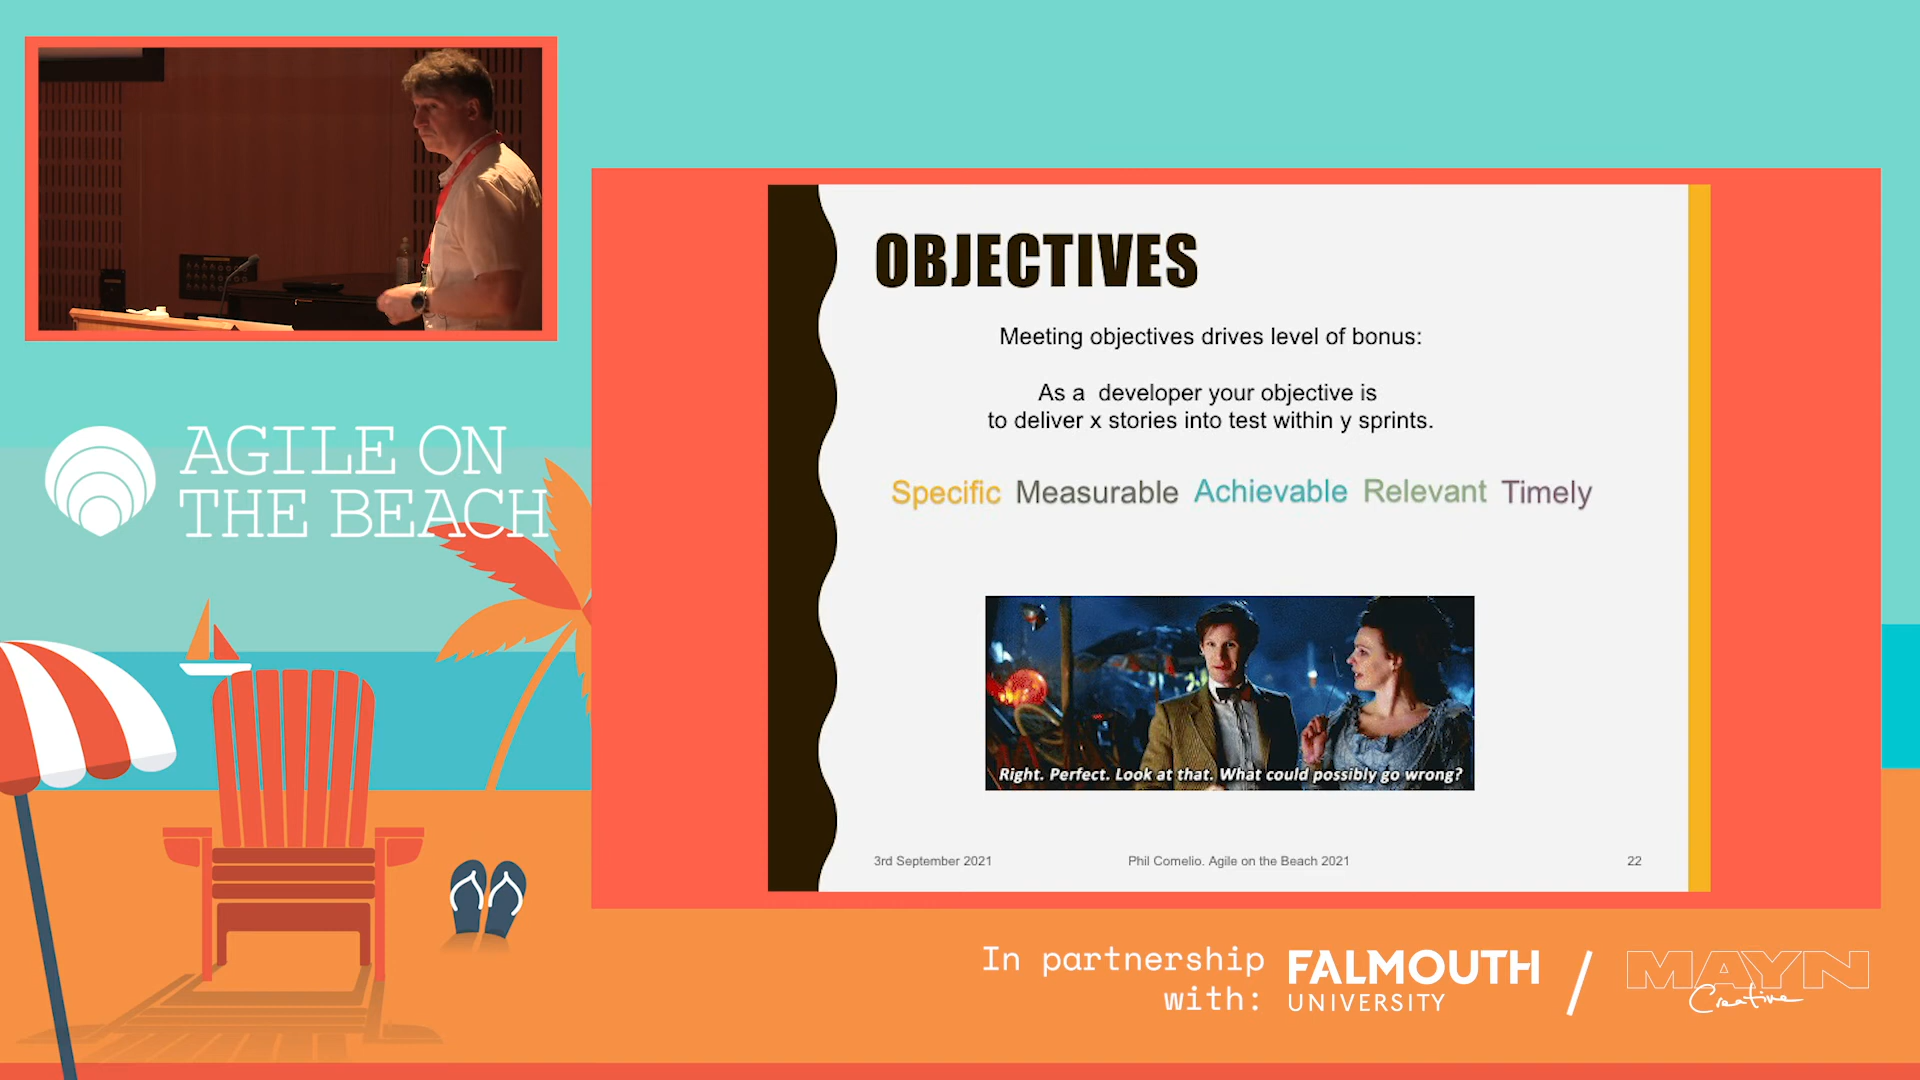 AGILE ON
THE BEACH
OBJECTIVES
Meeting objectives drives level of bonus:
As a developer your objective is
to deliver x stories into test within y sprints.
Specific Measurable Achievable Relevant Timely
Right. Perfect. Look at that. What could possibly go wrong?
3rd September 2021
Phil Comelio. Agile on the Beach 2021
22
In partnership
with:
FALMOUTH
UNIVERSITY
/
MAYN
Creative